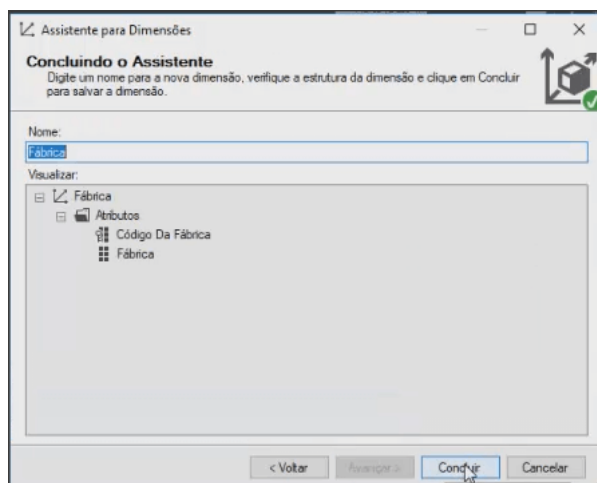 Assistente para Dimensões
Concluindo o Assistente
Digite um nome para a nova dimensão, verifique a estrutura da dimensão e clique em Concluir
para salvar a dimensão.
Nome:
Fábrica
Visualizar:
Fábrica
Atributos
Código Da Fábrica
Fábrica
< Voltar
Avançar >
Concluir
Cancelar